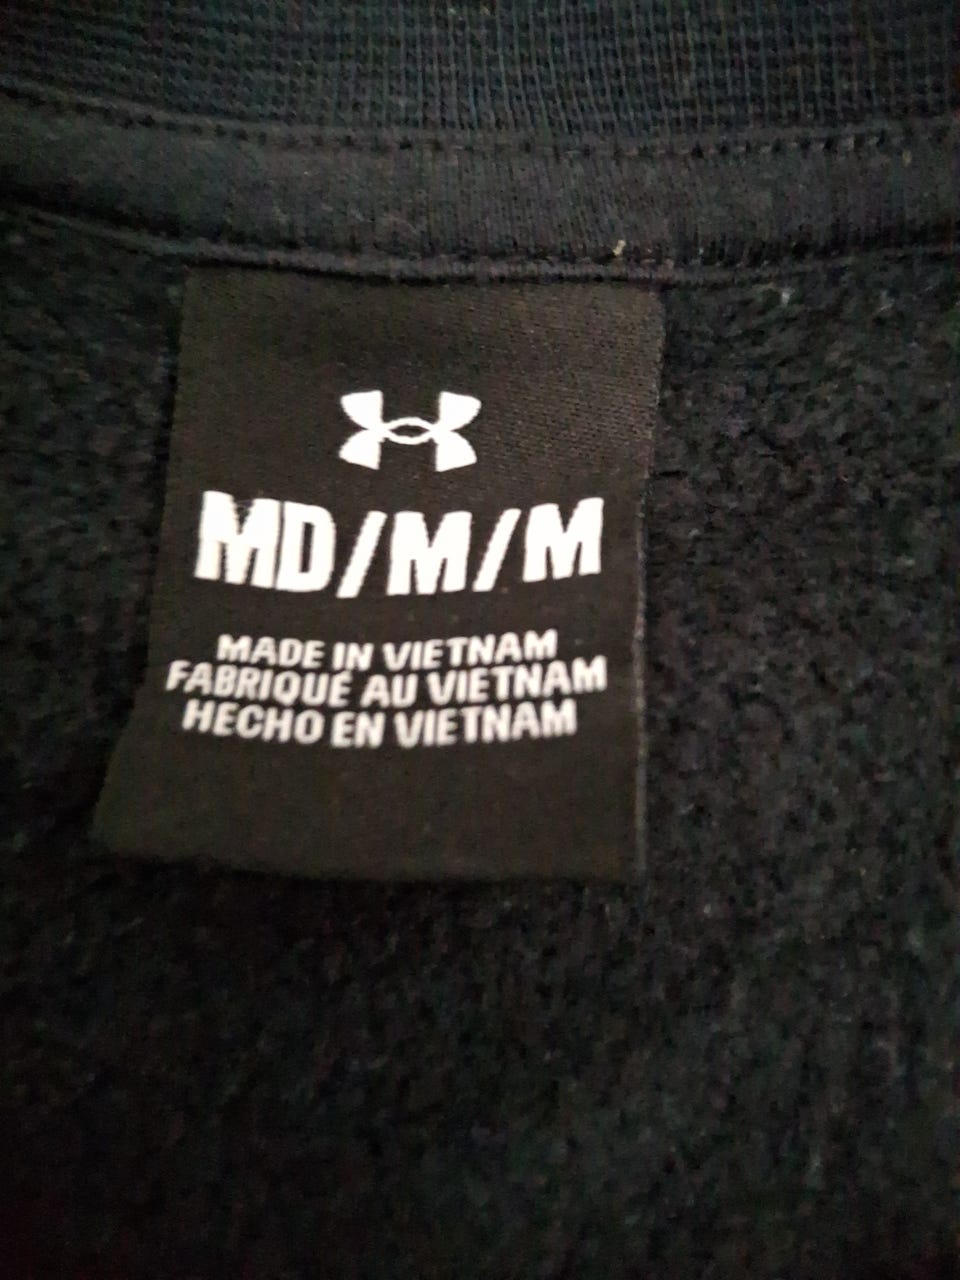 MD/M/M
MADE IN VIETNAM
FABRIQUÉ AU VIETNAM
HECHO EN VIETNAM